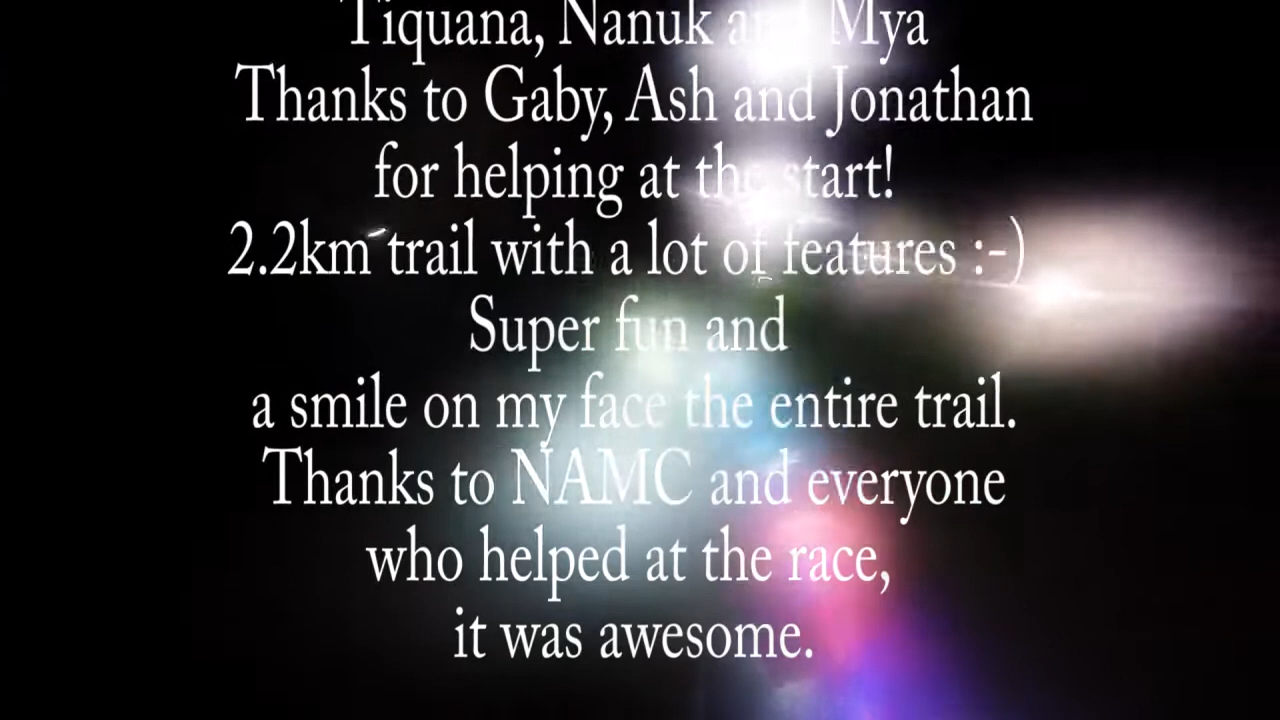 Tiquana, Nanuk and Mya
Thanks to Gaby, Ash and Jonathan
for helping at the start!
2.2km trail with a lot of features :-)
Super fun and
a smile on my face the entire trail.
Thanks to NAMC and everyone
who helped at the race,
it was awesome.